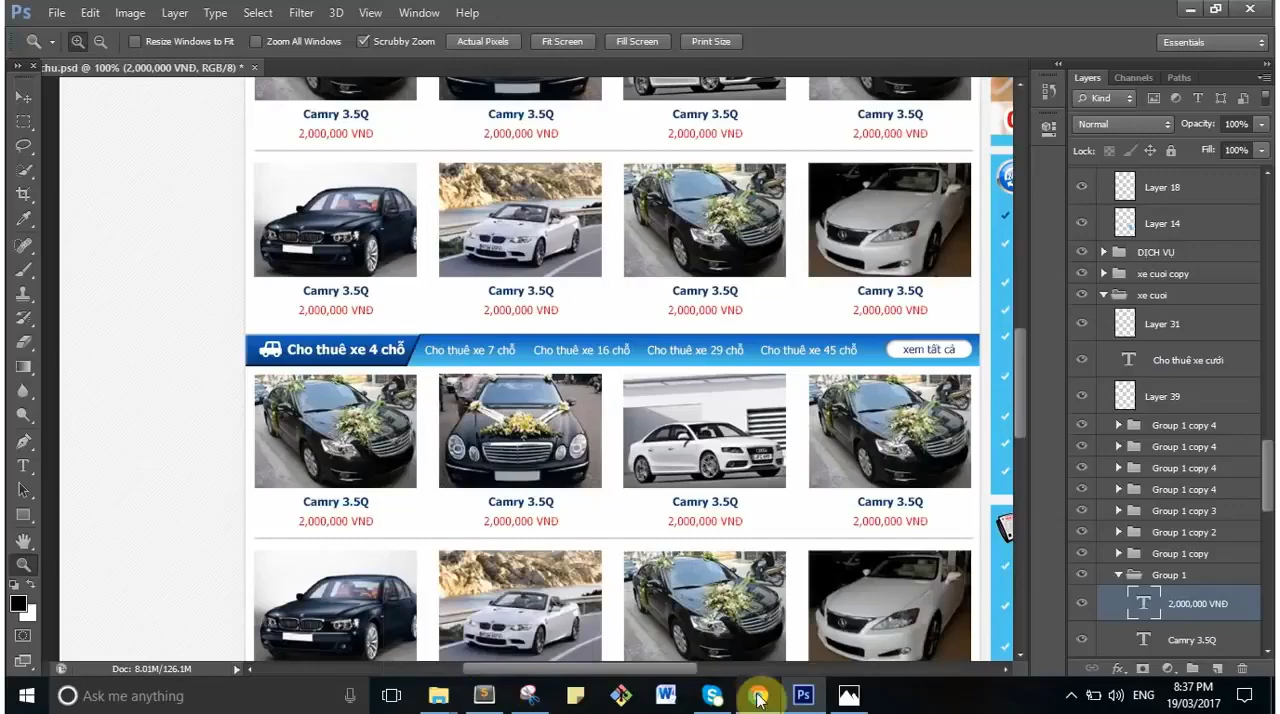 Ps File Edit Image Layer Type Select Filter 3D View Window Help
Resize Windows to Fit Zoom All Windows Scrubby Zoom Actual Pixels Fit Screen Fill Screen Print Size Essentials
chu.psd @ 100% (2,000,000 VNĐ, RGB/8) *
Layers Channels Paths
Kind
Normal Opacity: 100%
Lock: Fill: 100%
Camry 3.5Q Camry 3.5Q Camry 3.5Q Camry 3.5Q
2,000,000 VNĐ 2,000,000 VNĐ 2,000,000 VNĐ 2,000,000 VNĐ
Camry 3.5Q Camry 3.5Q Camry 3.5Q Camry 3.5Q
2,000,000 VNĐ 2,000,000 VNĐ 2,000,000 VNĐ 2,000,000 VNĐ
Cho thuê xe 4 chỗ Cho thuê xe 7 chỗ Cho thuê xe 16 chỗ Cho thuê xe 29 chỗ Cho thuê xe 45 chỗ xem tất cả
Camry 3.5Q Camry 3.5Q Camry 3.5Q Camry 3.5Q
2,000,000 VNĐ 2,000,000 VNĐ 2,000,000 VNĐ 2,000,000 VNĐ
Layer 18
Layer 14
DỊCH VỤ
xe cuoi copy
xe cuoi
Layer 31
Cho thuê xe cưới
Layer 39
Group 1 copy 4
Group 1 copy 4
Group 1 copy 4
Group 1 copy 4
Group 1 copy 3
Group 1 copy 2
Group 1 copy
Group 1
2,000,000 VNĐ
Camry 3.5Q
Doc: 8.01M/126.1M
Ask me anything
ENG
8:37 PM
19/03/2017